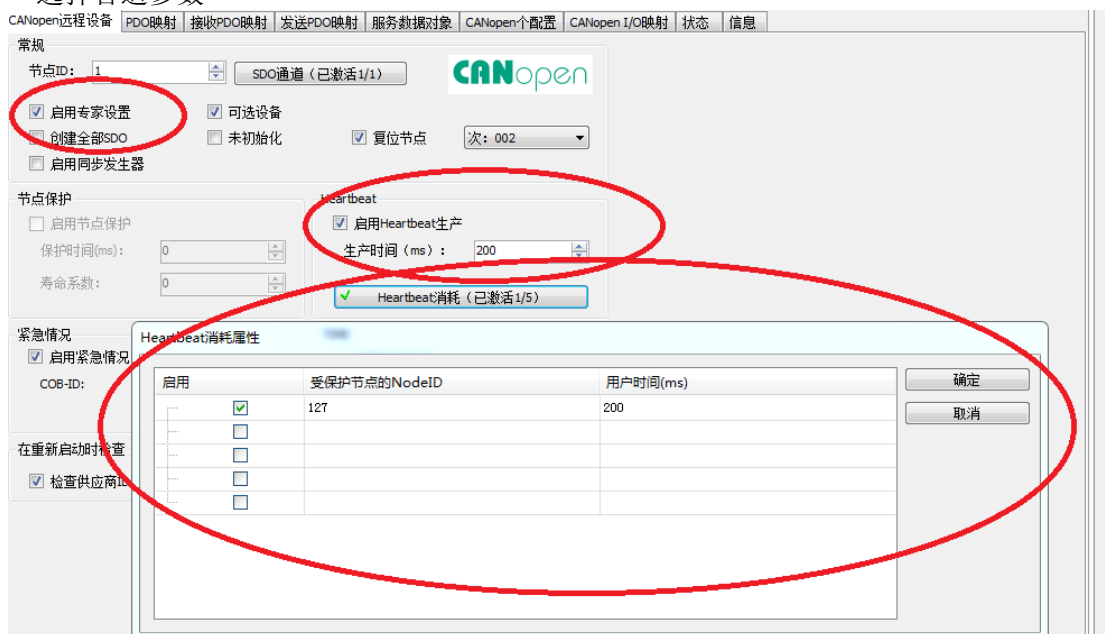 选择合适参数
CANopen远程设备 PDO映射 接收PDO映射 发送PDO映射 服务数据对象 CANopen个配置 CANopen I/O映射 状态 信息
常规
节点ID: 1 SDO通道(已激活1/1) CANopen
启用专家设置 可选设备
创建全部SDO 未初始化 复位节点 次: 002
启用同步发生器
节点保护 Heartbeat
启用节点保护 启用Heartbeat生产
保护时间(ms): 0 生产时间(ms): 200
寿命系数: 0 Heartbeat消耗(已激活1/5)
紧急情况 Heartbeat消耗属性
启用紧急情况
COB-ID: 启用 受保护节点的NodeID 用户时间(ms) 确定
127 200 取消
在重新启动时检查
检查供应商ID